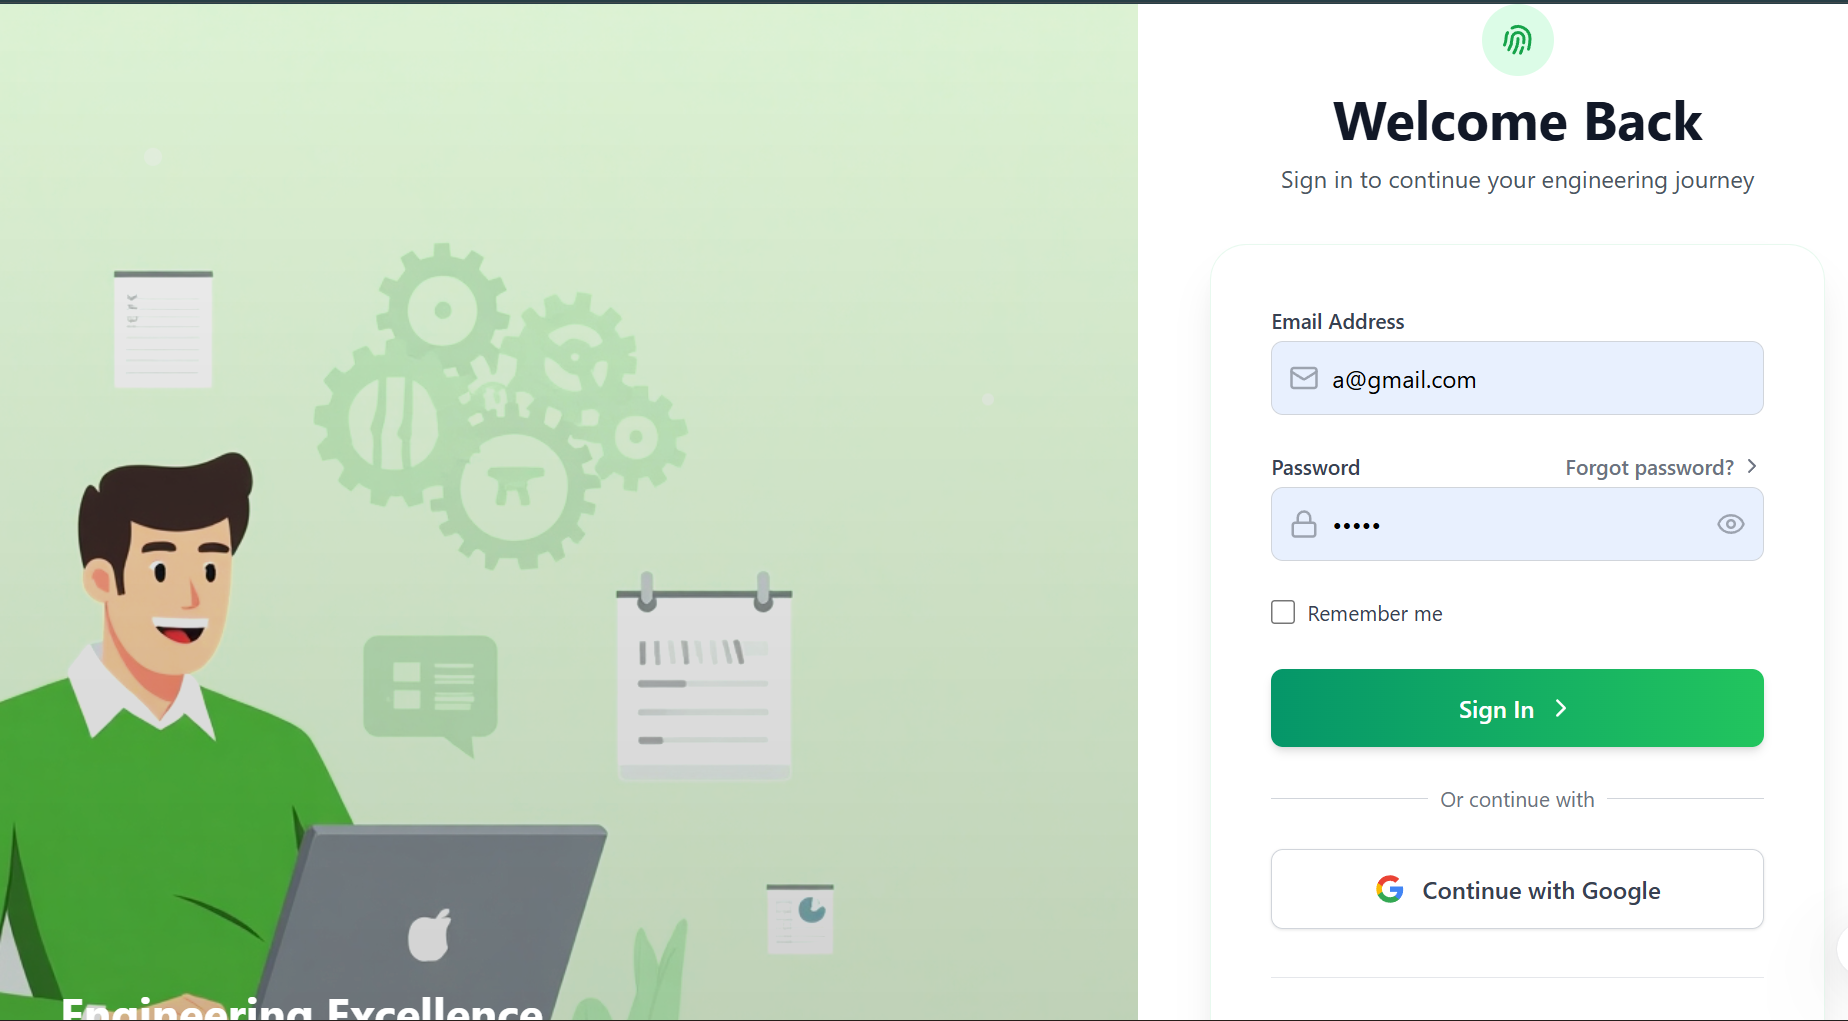 Welcome Back
Sign in to continue your engineering journey
Email Address
a@gmail.com
Password
Forgot password?
•••••
Remember me
Sign In
Or continue with
Continue with Google
Engineering Excellence